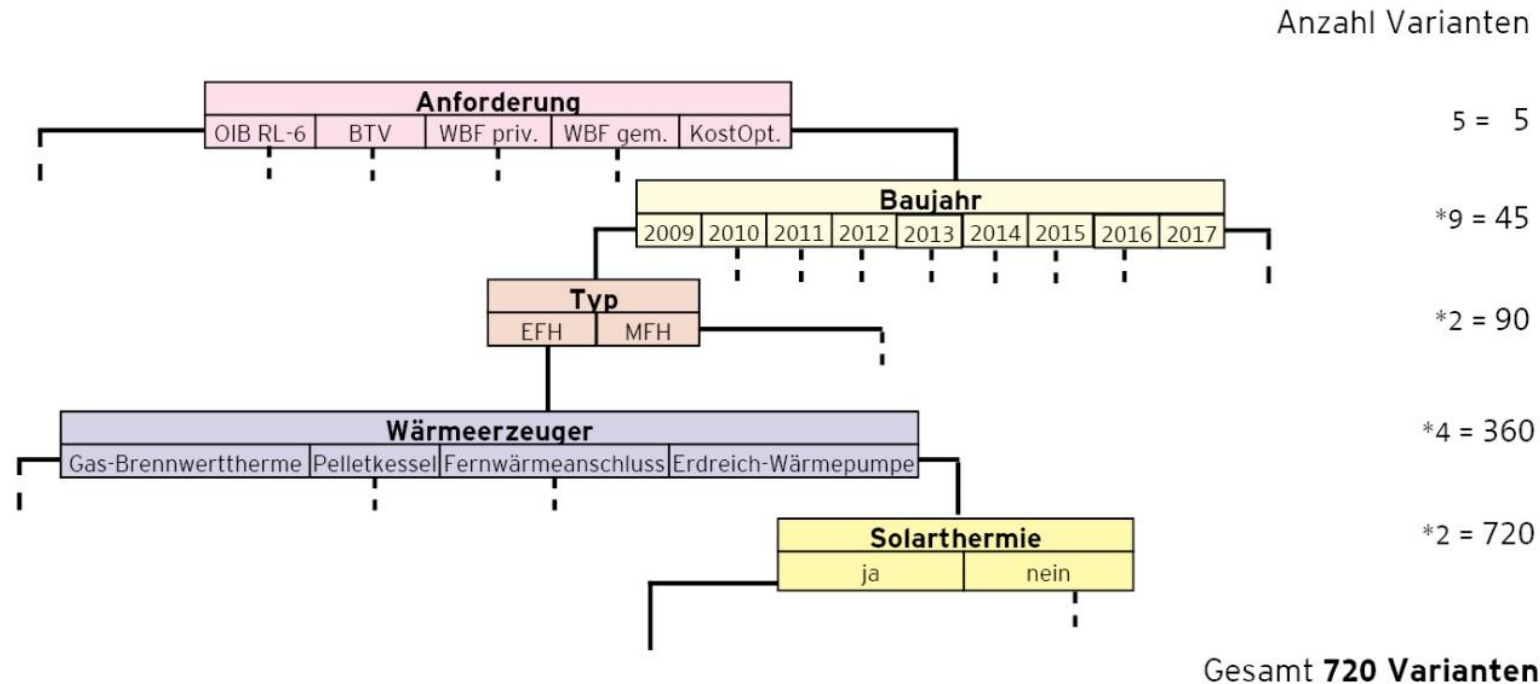 Anzahl Varianten
Anforderung
OIB RL-6 BTV WBF priv. WBF gem. KostOpt.
5 = 5
Baujahr
2009 2010 2011 2012 2013 2014 2015 2016 2017
*9 = 45
Typ
EFH MFH
*2 = 90
Wärmeerzeuger
Gas-Brennwerttherme Pelletkessel Fernwärmeanschluss Erdreich-Wärmepumpe
*4 = 360
Solarthermie
ja nein
*2 = 720
Gesamt 720 Varianten